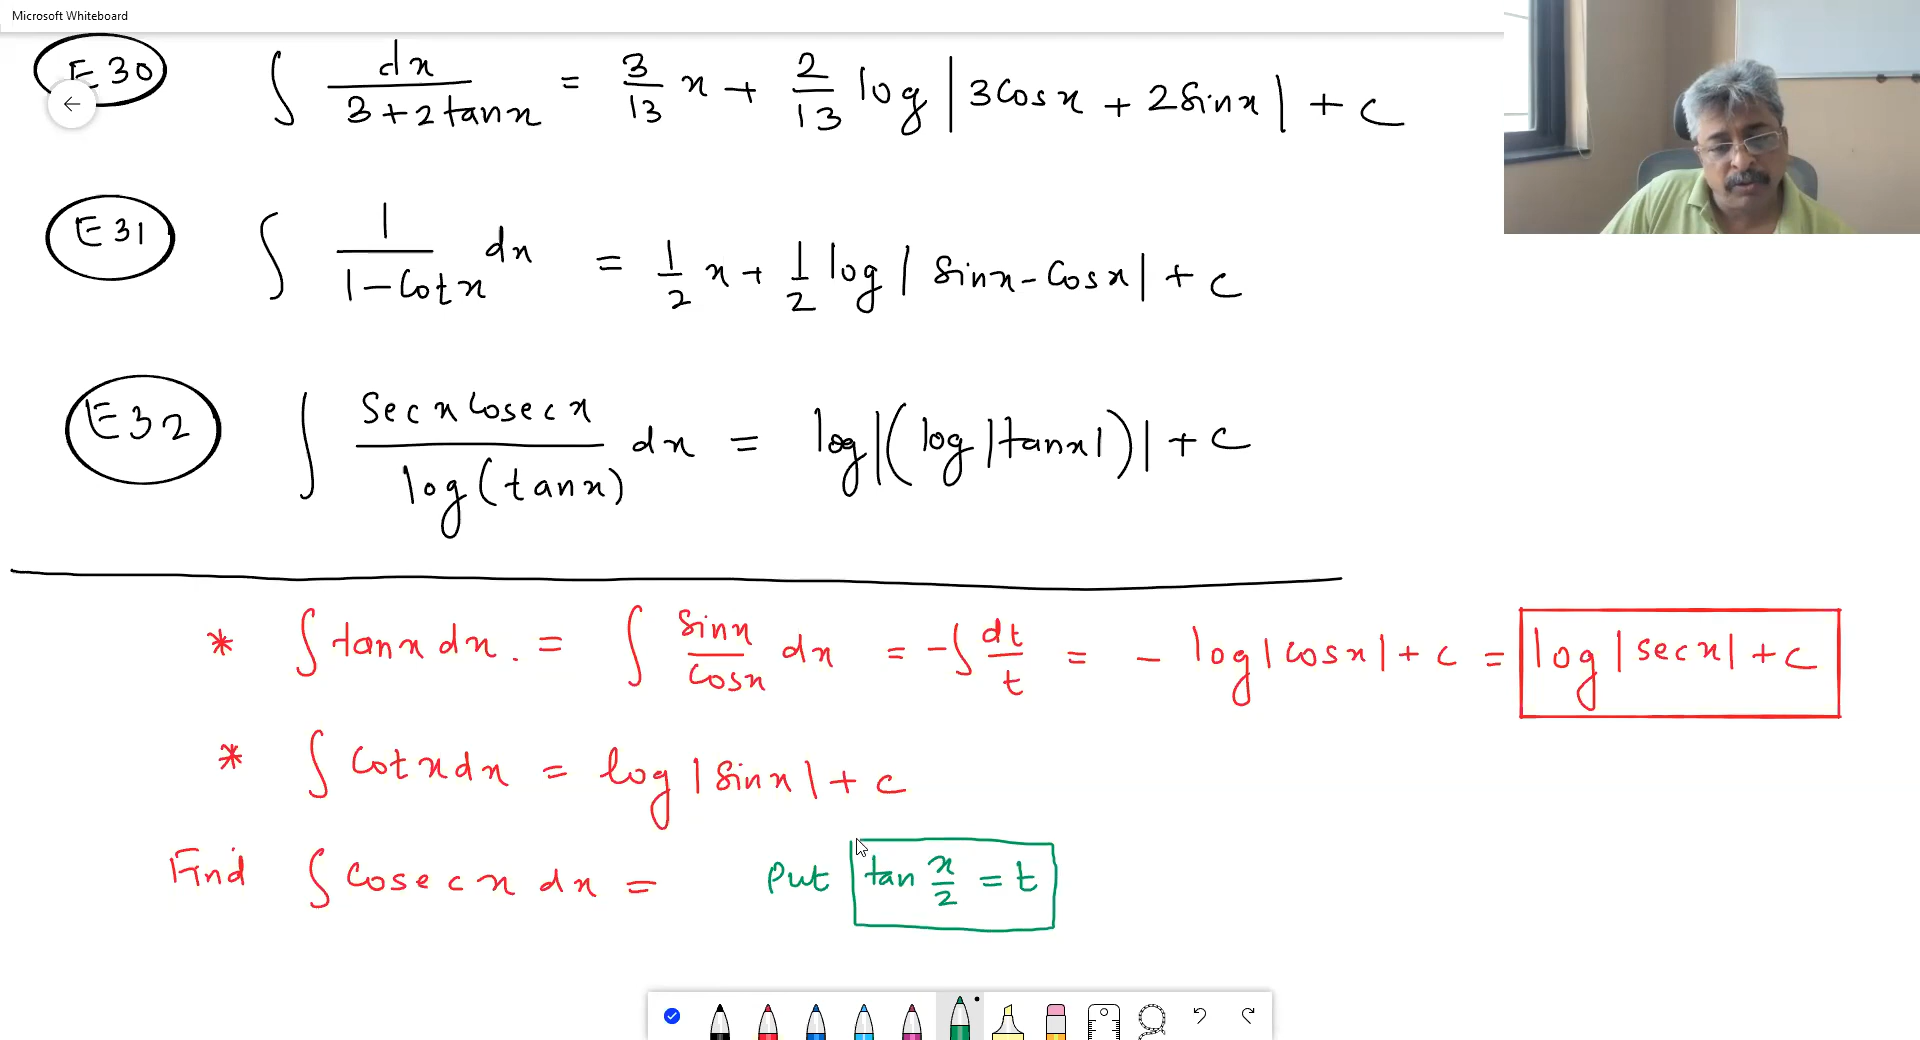 Microsoft Whiteboard
E30 ∫ dx/(3+2tanx) = 3/13 x + 2/13 log|3Cosx + 2Sinx| + c
E31 ∫ 1/(1-Cotx) dx = 1/2 x + 1/2 log|Sinx - Cosx| + c
E32 ∫ (Secx Cosecx)/(log(tanx)) dx = log|(log|tanx|)| + c
* ∫ tanx dx. = ∫ Sinx/Cosx dx = -∫ dt/t = - log|Cosx| + c = log|secx| + c
* ∫ Cotx dx = log|Sinx| + c
Find ∫ Cosecx dx = Put tan x/2 = t